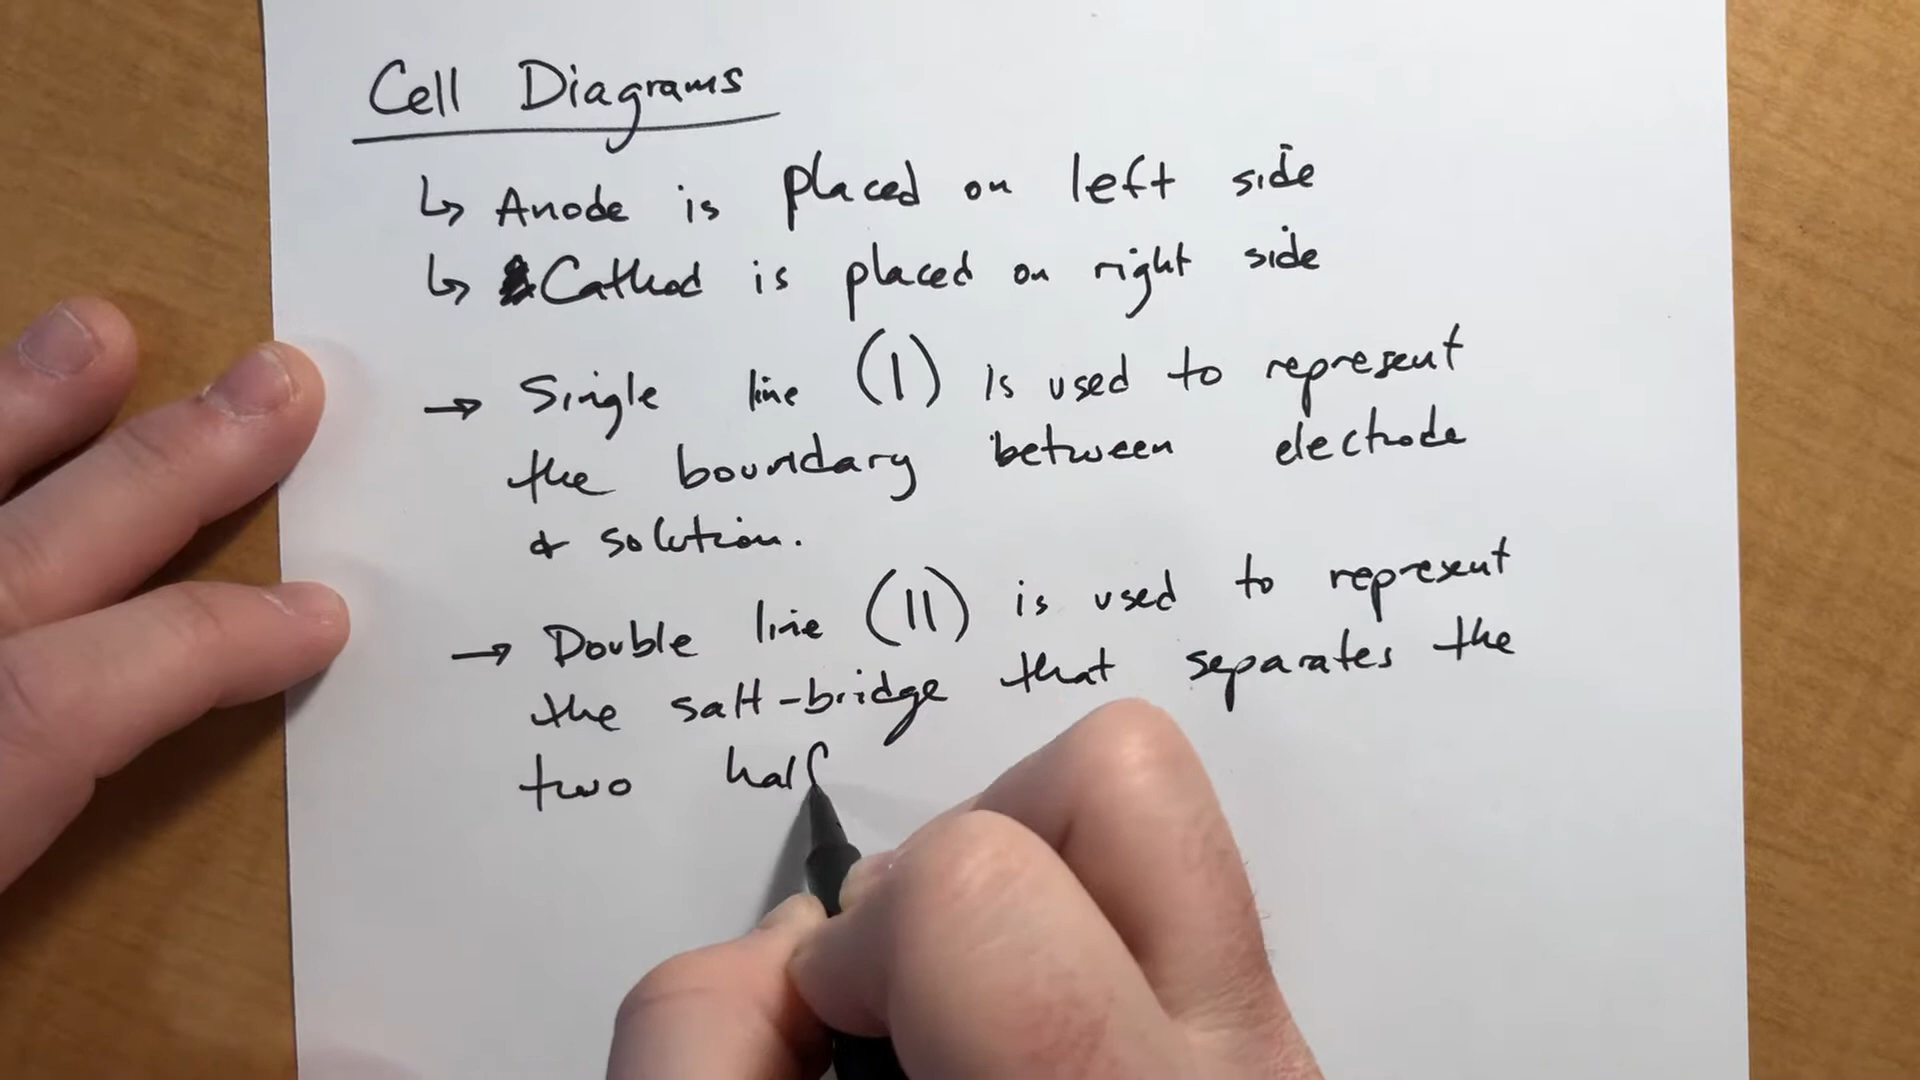 Cell Diagrams
↳ Anode is placed on left side
↳ Cathod is placed on right side
→ Single line (|) is used to represent
the boundary between electrode
& solution.
→ Double line (||) is used to represent
the salt-bridge that separates the
two half